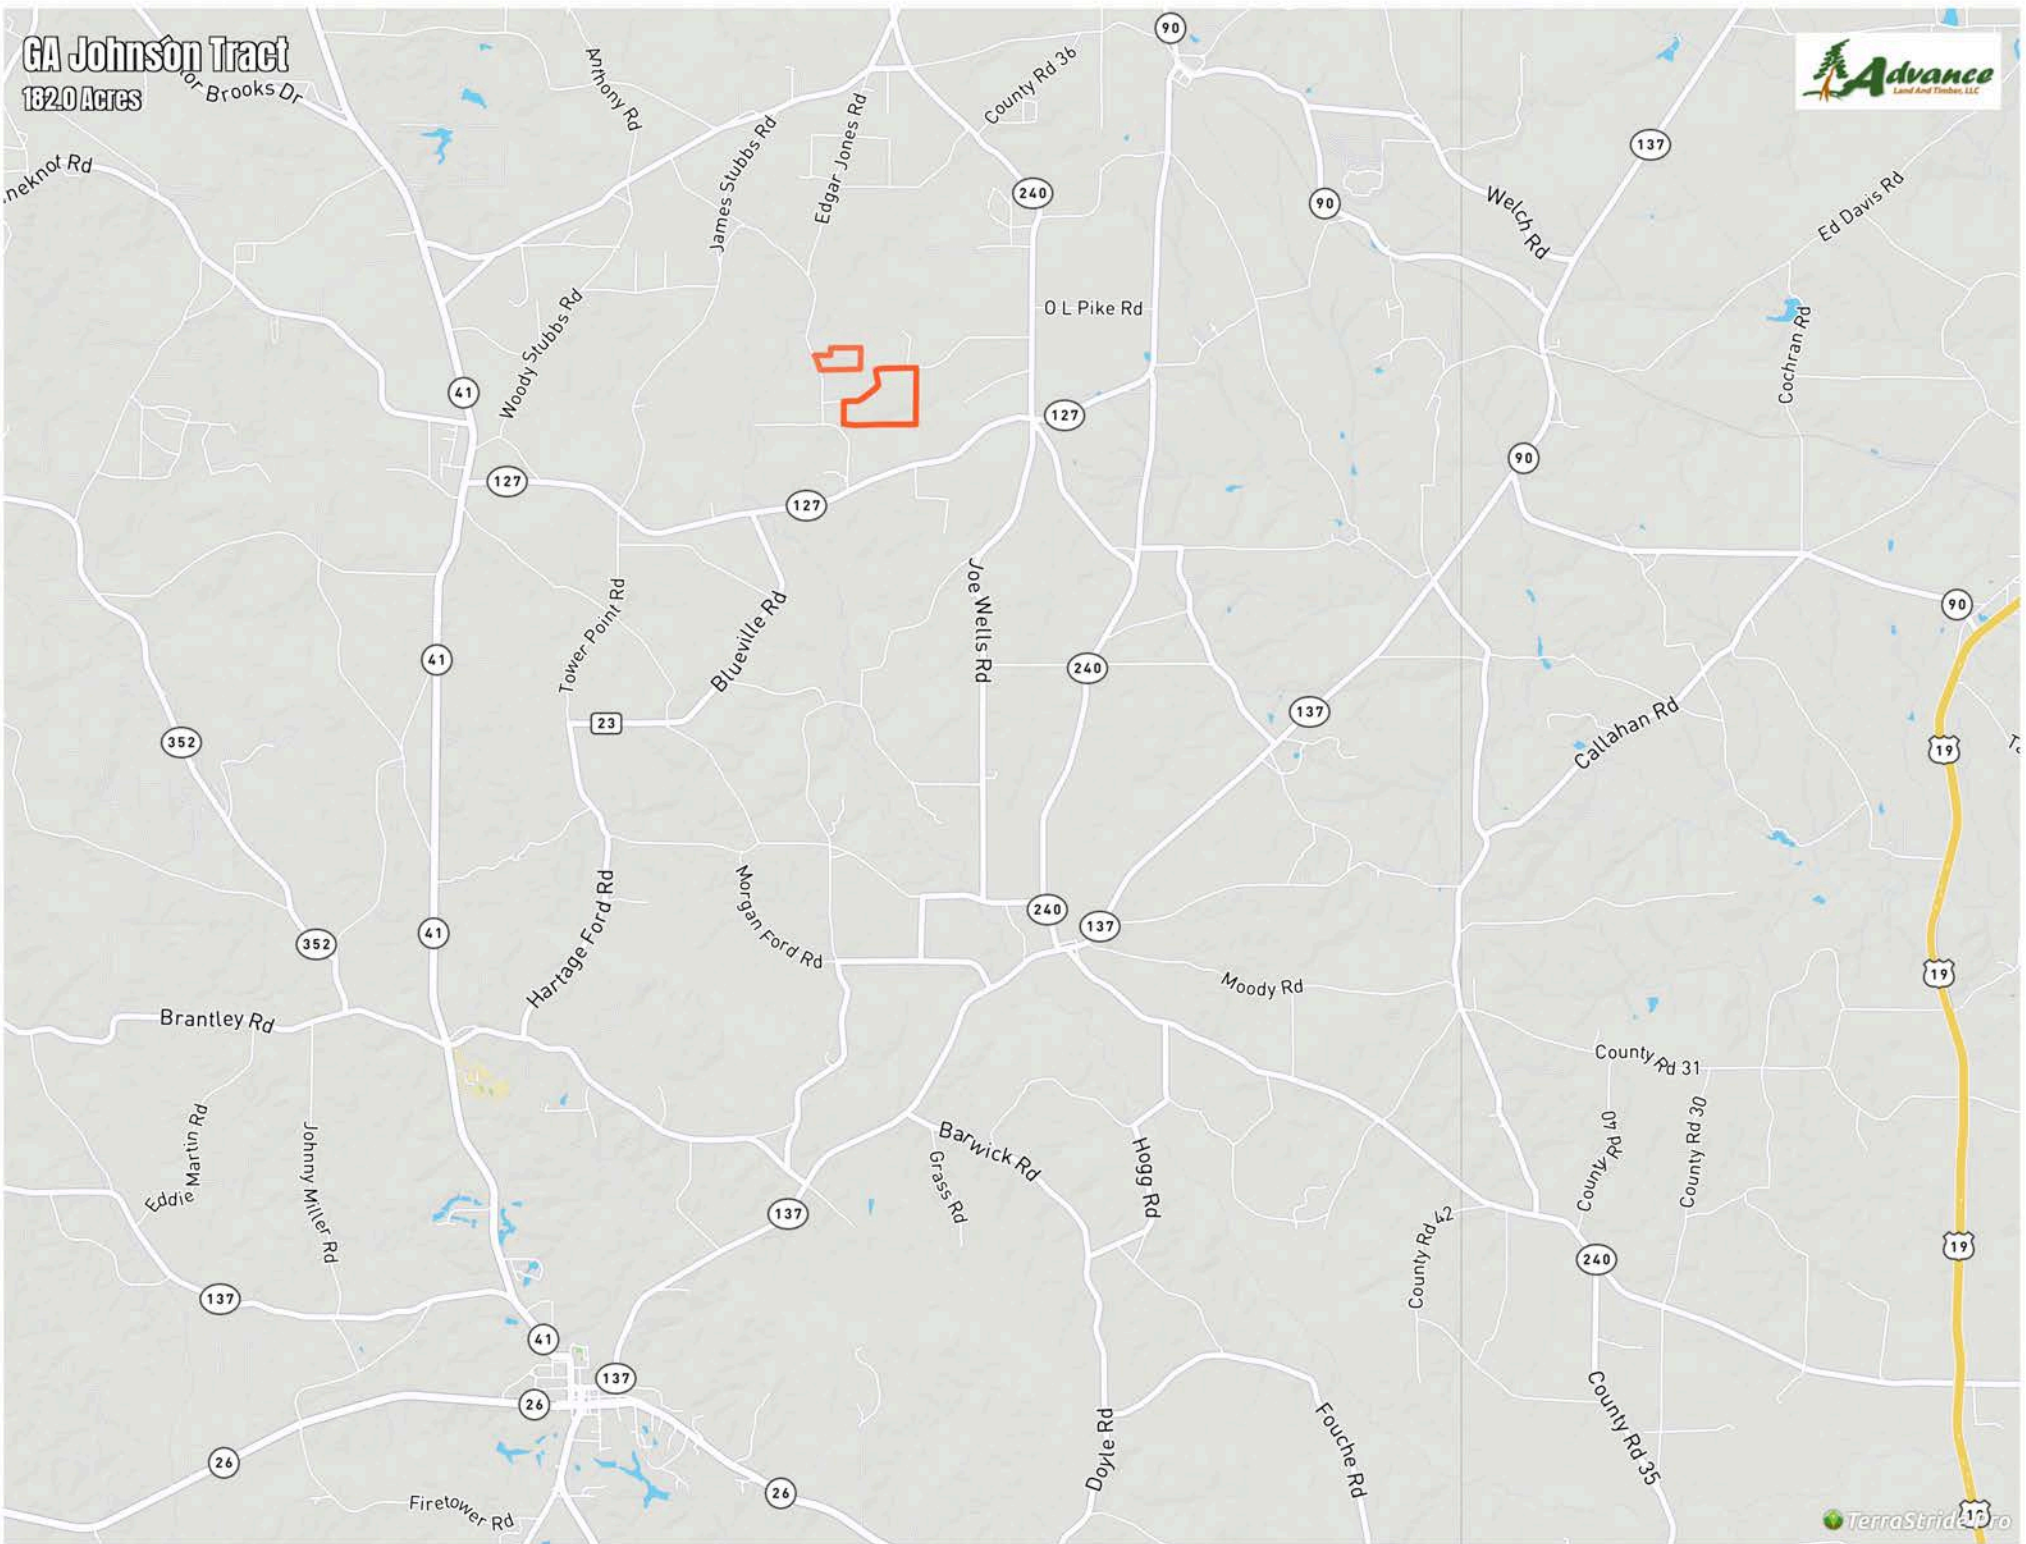 GA Johnson Tract
182.0 Acres
Brooks Dr
Anthony Rd
County Rd 36
90
Advance
Land And Timber, LLC
137
James Stubbs Rd
Edgar Jones Rd
240
90
Welch Rd
Ed Davis Rd
O L Pike Rd
Woody Stubbs Rd
Cochran Rd
41
127
90
127
127
Joe Wells Rd
Tower Point Rd
Blueville Rd
90
41
240
23
352
137
Callahan Rd
19
Morgan Ford Rd
Hartage Ford Rd
240
137
41
352
Moody Rd
19
Brantley Rd
County Rd 31
Eddie Martin Rd
Johnny Miller Rd
Barwick Rd
Grass Rd
Hogg Rd
County Rd 40
County Rd 30
137
County Rd 42
240
19
137
41
137
26
26
26
Firetower Rd
Doyle Rd
Fouche Rd
County Rd 35
19
TerraStride Pro